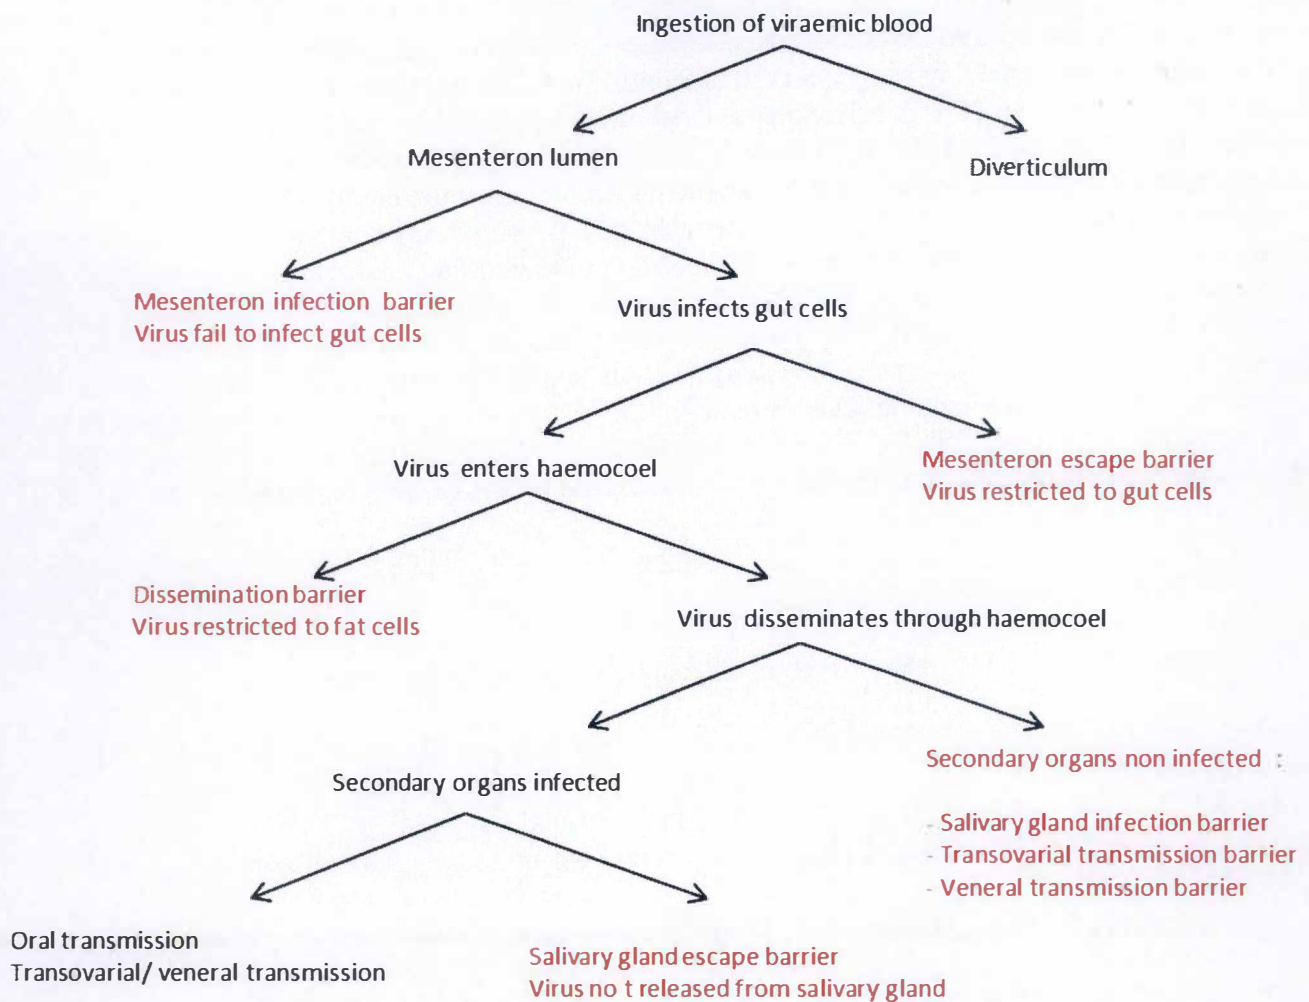 Ingestion of viraemic blood
Mesenteron lumen
Diverticulum
Mesenteron infection barrier
Virus fail to infect gut cells
Virus infects gut cells
Virus enters haemocoel
Mesenteron escape barrier
Virus restricted to gut cells
Dissemination barrier
Virus restricted to fat cells
Virus disseminates through haemocoel
Secondary organs infected
Secondary organs non infected :
- Salivary gland infection barrier
- Transovarial transmission barrier
- Veneral transmission barrier
Oral transmission
Transovarial/ veneral transmission
Salivary gland escape barrier
Virus no t released from salivary gland